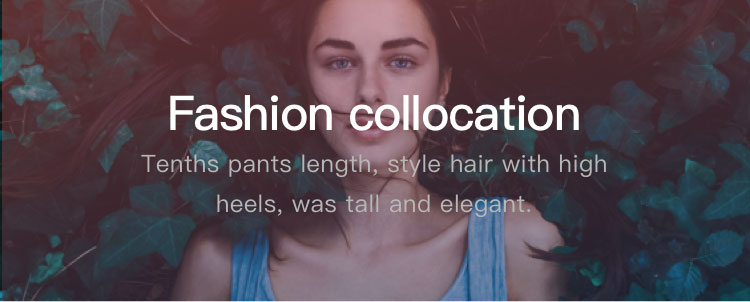 Fashion collocation
Tenths pants length, style hair with high
heels, was tall and elegant.